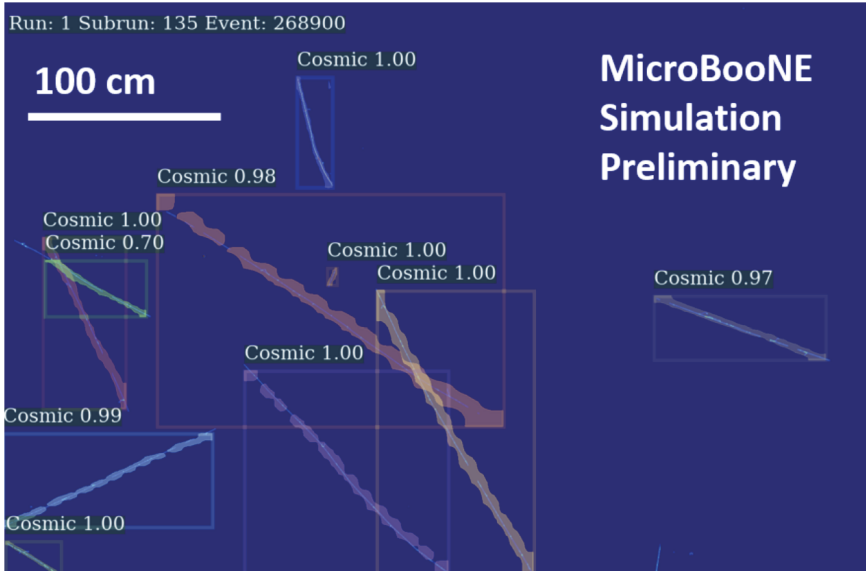 Run: 1 Subrun: 135 Event: 268900
100 cm
MicroBooNE
Simulation
Preliminary
Cosmic 1.00
Cosmic 0.98
Cosmic 1.00
Cosmic 0.70
Cosmic 1.00
Cosmic 1.00
Cosmic 0.97
Cosmic 1.00
Cosmic 0.99
Cosmic 1.00